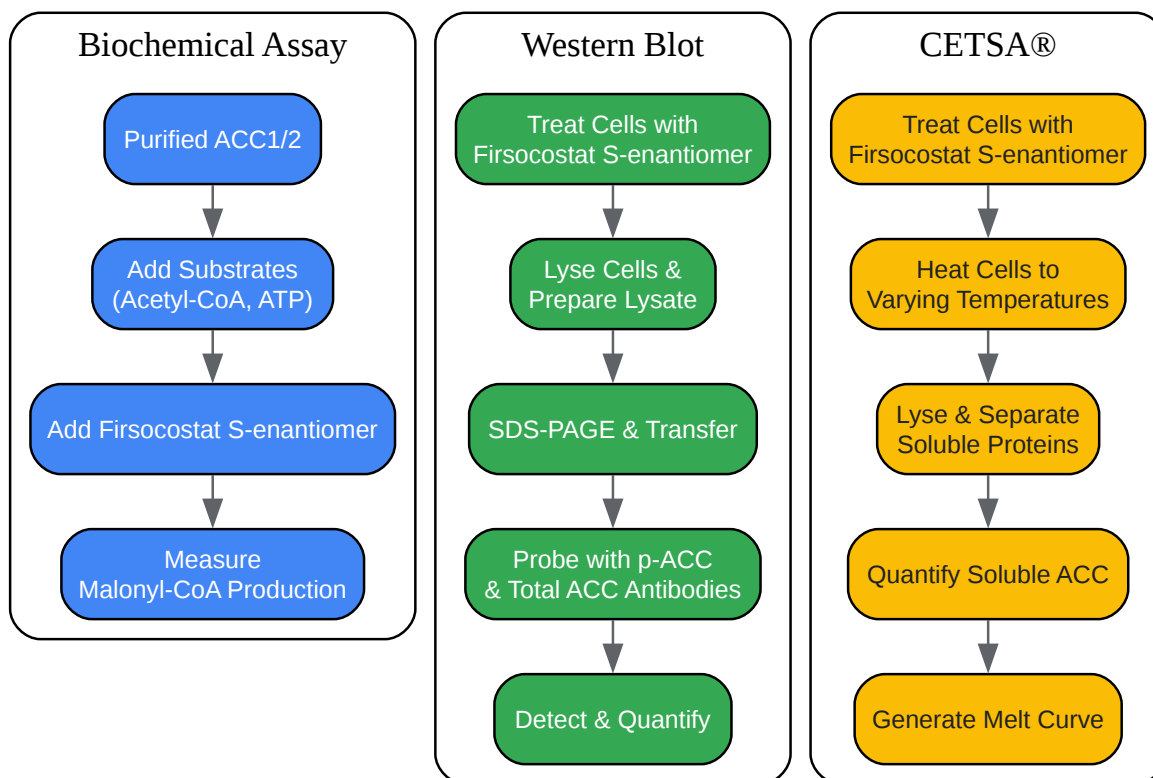 Biochemical Assay
Purified ACC1/2
Add Substrates
(Acetyl-CoA, ATP)
Add Firsocostat S-enantiomer
Measure
Malonyl-CoA Production
Western Blot
Treat Cells with
Firsocostat S-enantiomer
Lyse Cells &
Prepare Lysate
SDS-PAGE & Transfer
Probe with p-ACC
& Total ACC Antibodies
Detect & Quantify
CETSA®
Treat Cells with
Firsocostat S-enantiomer
Heat Cells to
Varying Temperatures
Lyse & Separate
Soluble Proteins
Quantify Soluble ACC
Generate Melt Curve